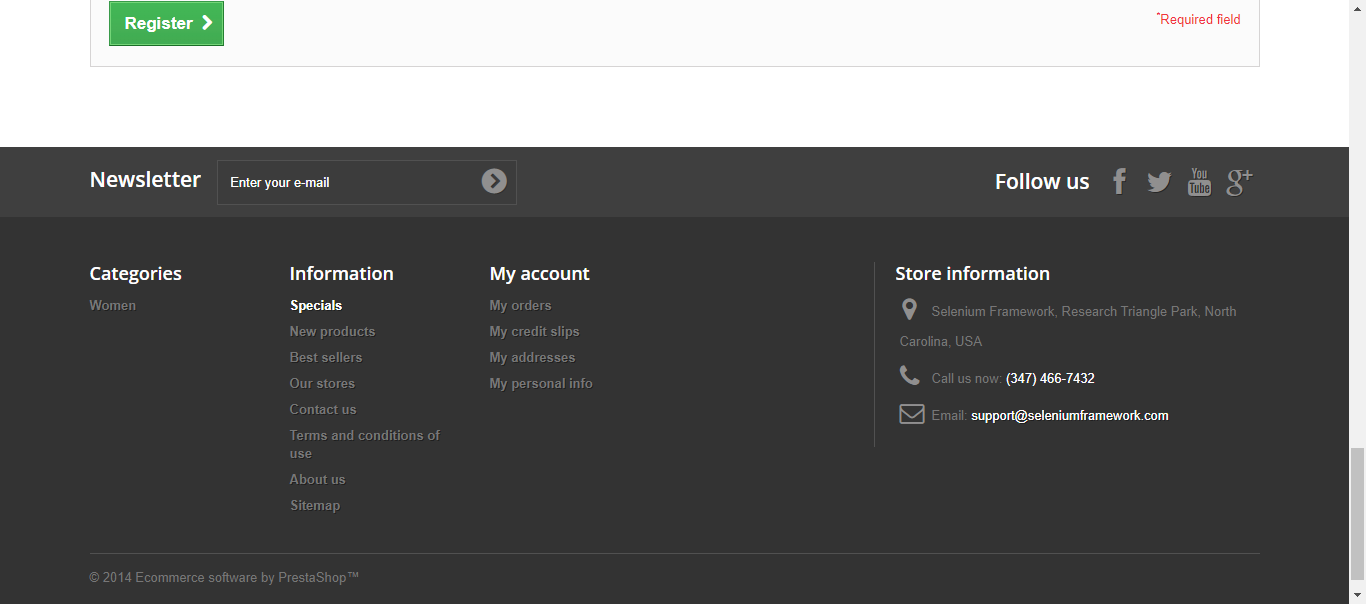 Register
*Required field
Newsletter
Enter your e-mail
Follow us
You
Tube
g+
Categories
Women
Information
Specials
New products
Best sellers
Our stores
Contact us
Terms and conditions of
use
About us
Sitemap
My account
My orders
My credit slips
My addresses
My personal info
Store information
Selenium Framework, Research Triangle Park, North
Carolina, USA
Call us now: (347) 466-7432
Email: support@seleniumframework.com
© 2014 Ecommerce software by PrestaShop™